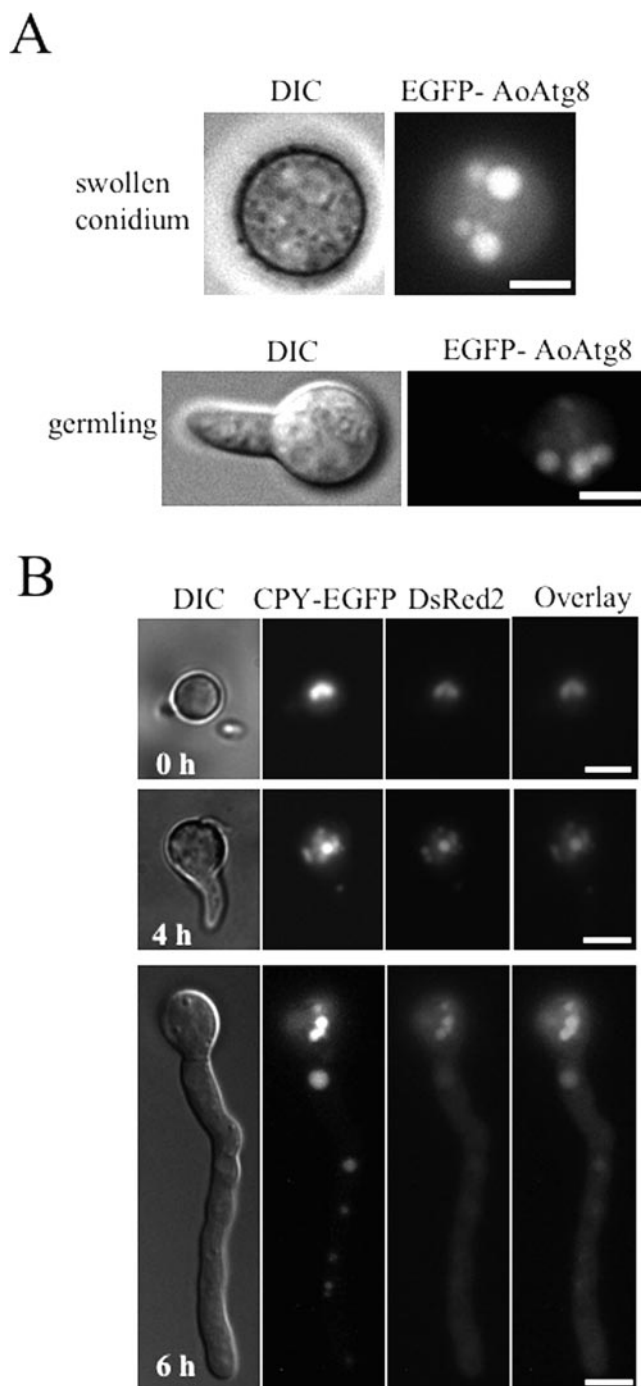 A
DIC EGFP- AoAtg8
swollen
conidium
DIC EGFP- AoAtg8
germling
B
DIC CPY-EGFP DsRed2 Overlay
0 h
4 h
6 h